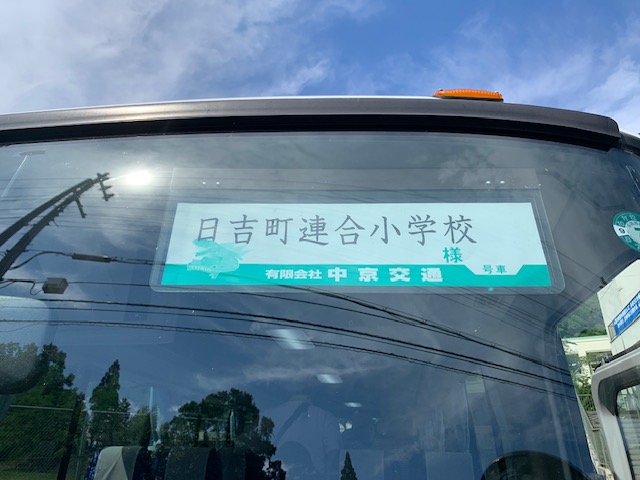 日吉町連合小学校
様
有限会社 中京交通 号車